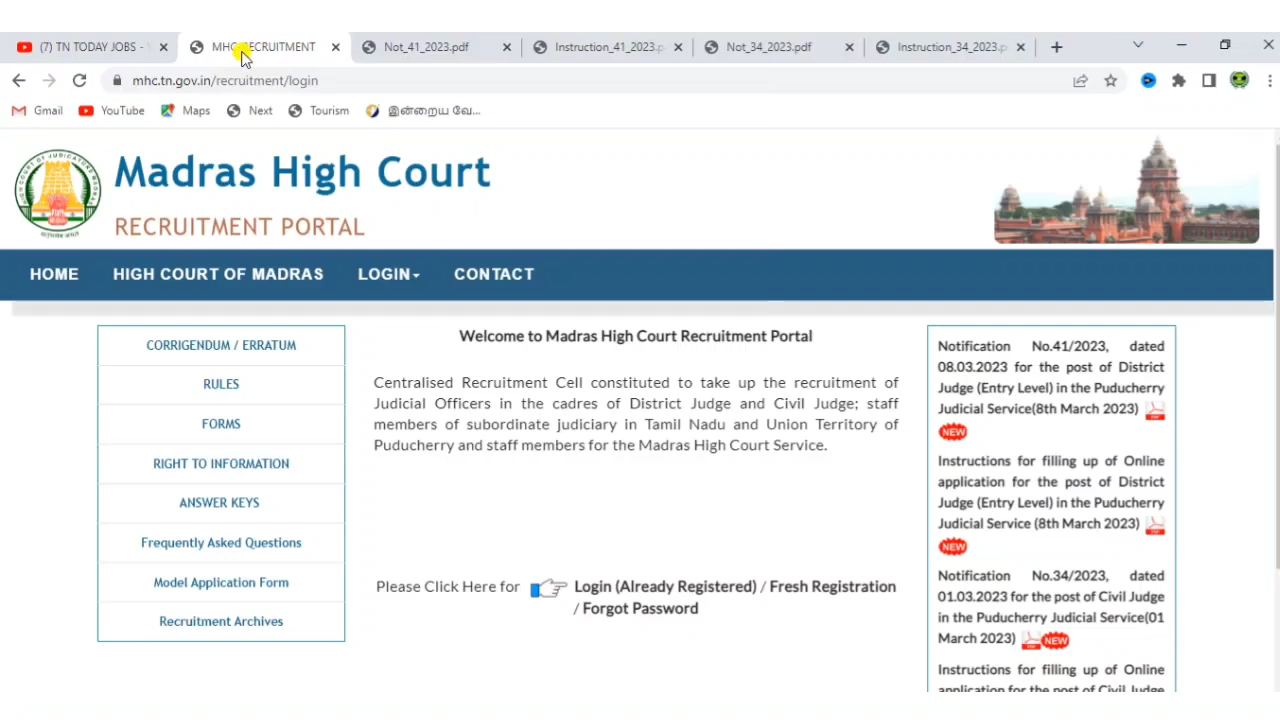 (7) TN TODAY JOBS -
MHC RECRUITMENT
Not_41_2023.pdf
Instruction_41_2023.p
Not_34_2023.pdf
Instruction_34_2023.p
mhc.tn.gov.in/recruitment/login
Gmail
YouTube
Maps
Next
Tourism
இன்றைய வே...
Madras High Court
RECRUITMENT PORTAL
HOME
HIGH COURT OF MADRAS
LOGIN
CONTACT
CORRIGENDUM / ERRATUM
RULES
FORMS
RIGHT TO INFORMATION
ANSWER KEYS
Frequently Asked Questions
Model Application Form
Recruitment Archives
Welcome to Madras High Court Recruitment Portal
Centralised Recruitment Cell constituted to take up the recruitment of
Judicial Officers in the cadres of District Judge and Civil Judge; staff
members of subordinate judiciary in Tamil Nadu and Union Territory of
Puducherry and staff members for the Madras High Court Service.
Please Click Here for Login (Already Registered) / Fresh Registration
/ Forgot Password
Notification No.41/2023, dated
08.03.2023 for the post of District
Judge (Entry Level) in the Puducherry
Judicial Service(8th March 2023)
NEW
Instructions for filling up of Online
application for the post of District
Judge (Entry Level) in the Puducherry
Judicial Service (8th March 2023)
NEW
Notification No.34/2023, dated
01.03.2023 for the post of Civil Judge
in the Puducherry Judicial Service(01
March 2023) NEW
Instructions for filling up of Online
application for the post of Civil Judge